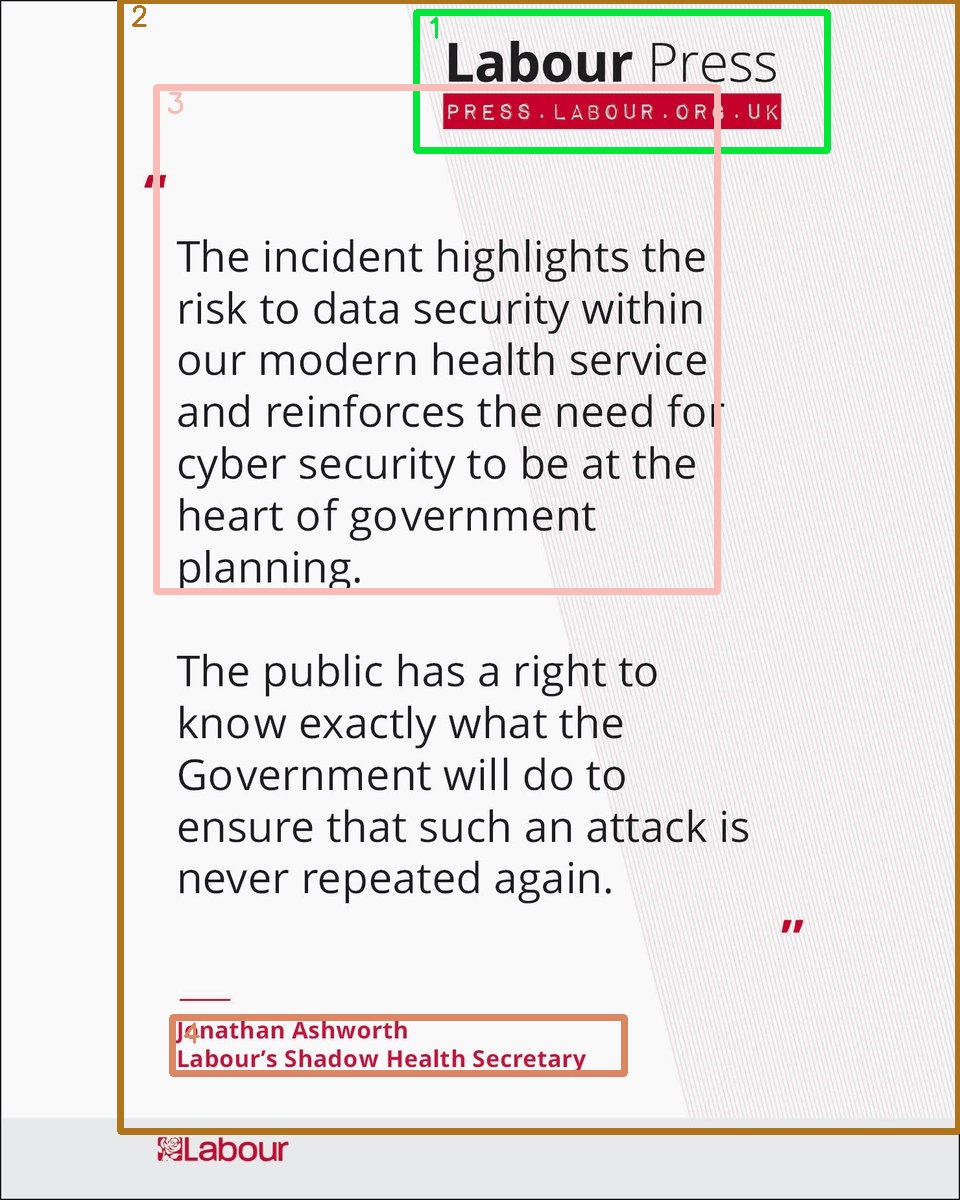 Labour Press
PRESS.LABOUR.ORG.UK
“
The incident highlights the
risk to data security within
our modern health service
and reinforces the need for
cyber security to be at the
heart of government
planning.
The public has a right to
know exactly what the
Government will do to
ensure that such an attack is
never repeated again.
”
Jonathan Ashworth
Labour’s Shadow Health Secretary
Labour